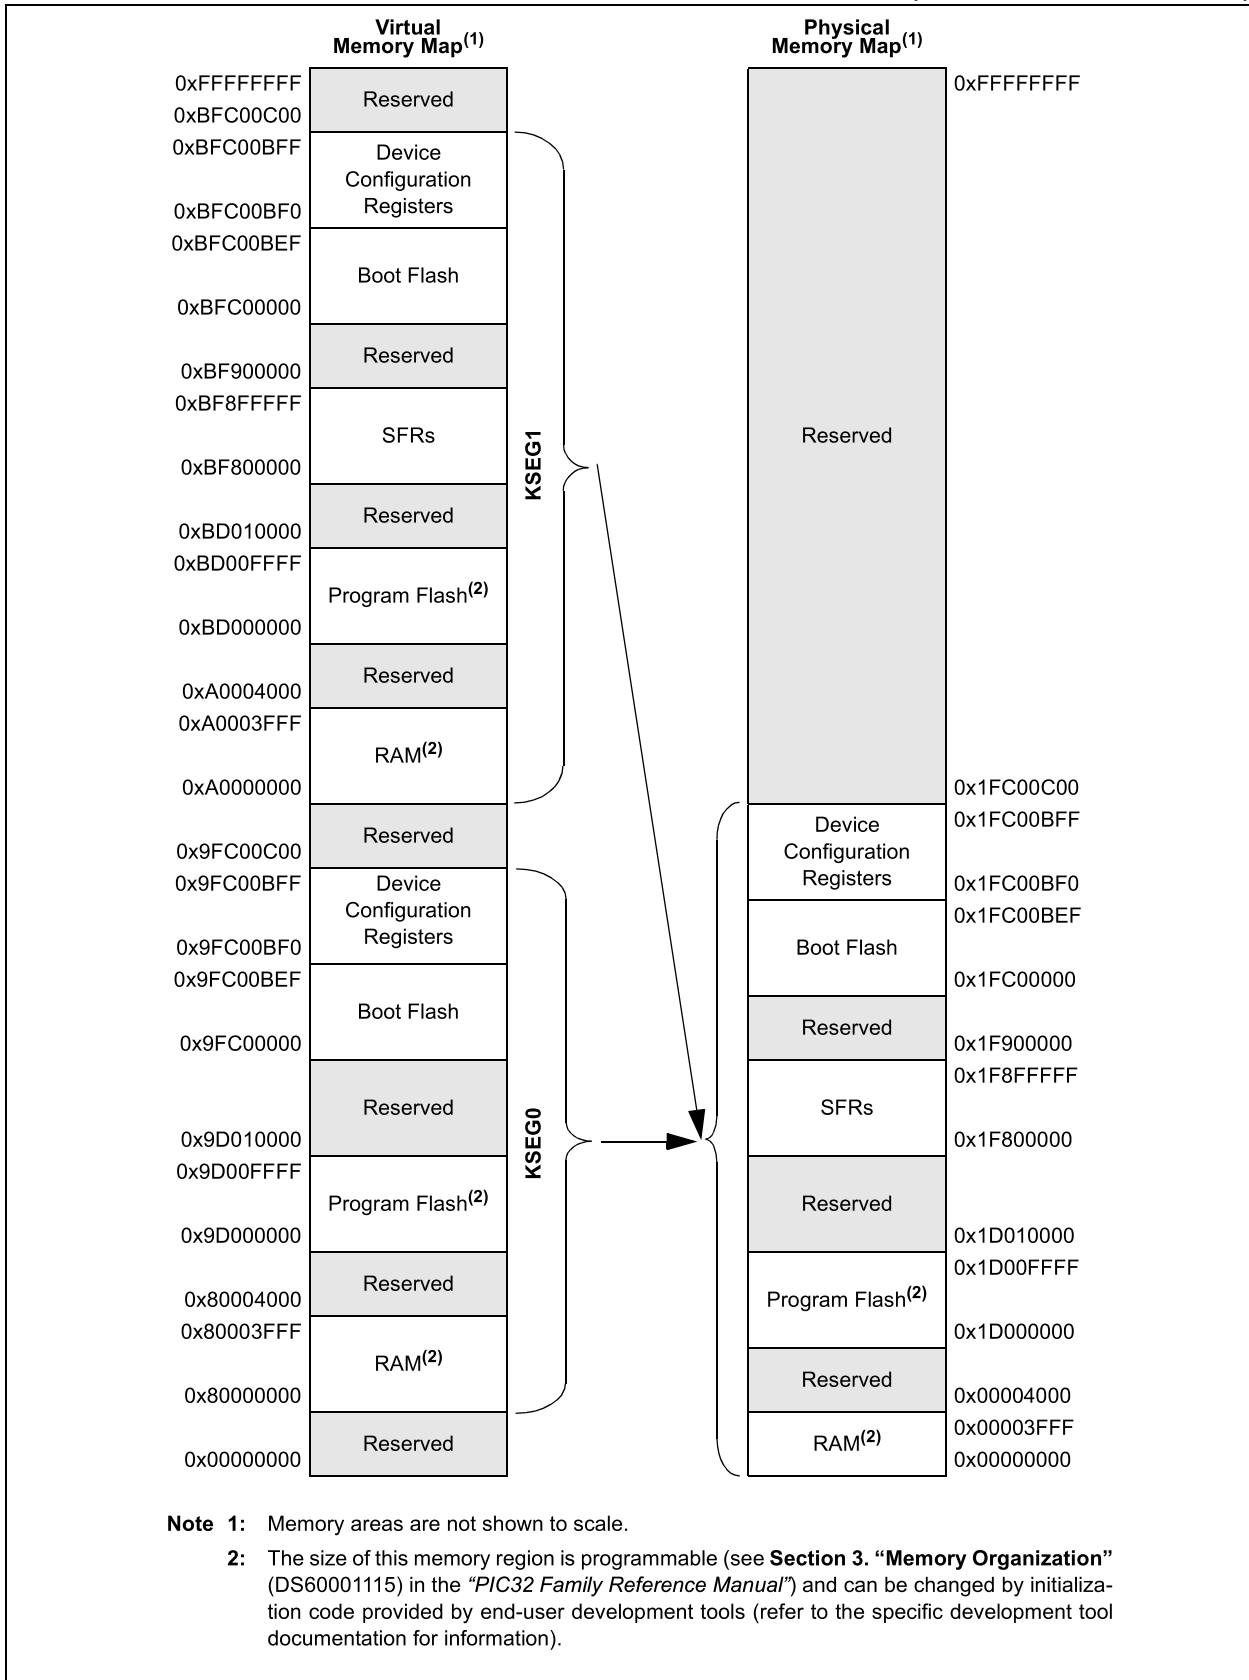 Virtual
Memory Map(1)
Physical
Memory Map(1)
0xFFFFFFFF
Reserved
0xBFC00C00
0xBFC00BFF
Device
Configuration
Registers
0xBFC00BF0
0xBFC00BEF
Boot Flash
0xBFC00000
Reserved
0xBF900000
0xBF8FFFFF
SFRs
0xBF800000
Reserved
0xBD010000
0xBD00FFFF
Program Flash(2)
0xBD000000
Reserved
0xA0004000
0xA0003FFF
RAM(2)
0xA0000000
Reserved
0x9FC00C00
0x9FC00BFF
Device
Configuration
Registers
0x9FC00BF0
0x9FC00BEF
Boot Flash
0x9FC00000
Reserved
0x9D010000
0x9D00FFFF
Program Flash(2)
0x9D000000
Reserved
0x80004000
0x80003FFF
RAM(2)
0x80000000
Reserved
0x00000000
KSEG1
KSEG0
0xFFFFFFFF
Reserved
0x1FC00C00
0x1FC00BFF
Device
Configuration
Registers
0x1FC00BF0
0x1FC00BEF
Boot Flash
0x1FC00000
Reserved
0x1F900000
0x1F8FFFFF
SFRs
0x1F800000
Reserved
0x1D010000
0x1D00FFFF
Program Flash(2)
0x1D000000
Reserved
0x00004000
0x00003FFF
RAM(2)
0x00000000
Note 1: Memory areas are not shown to scale.
2: The size of this memory region is programmable (see Section 3. “Memory Organization”
(DS60001115) in the “PIC32 Family Reference Manual”) and can be changed by initializa-
tion code provided by end-user development tools (refer to the specific development tool
documentation for information).